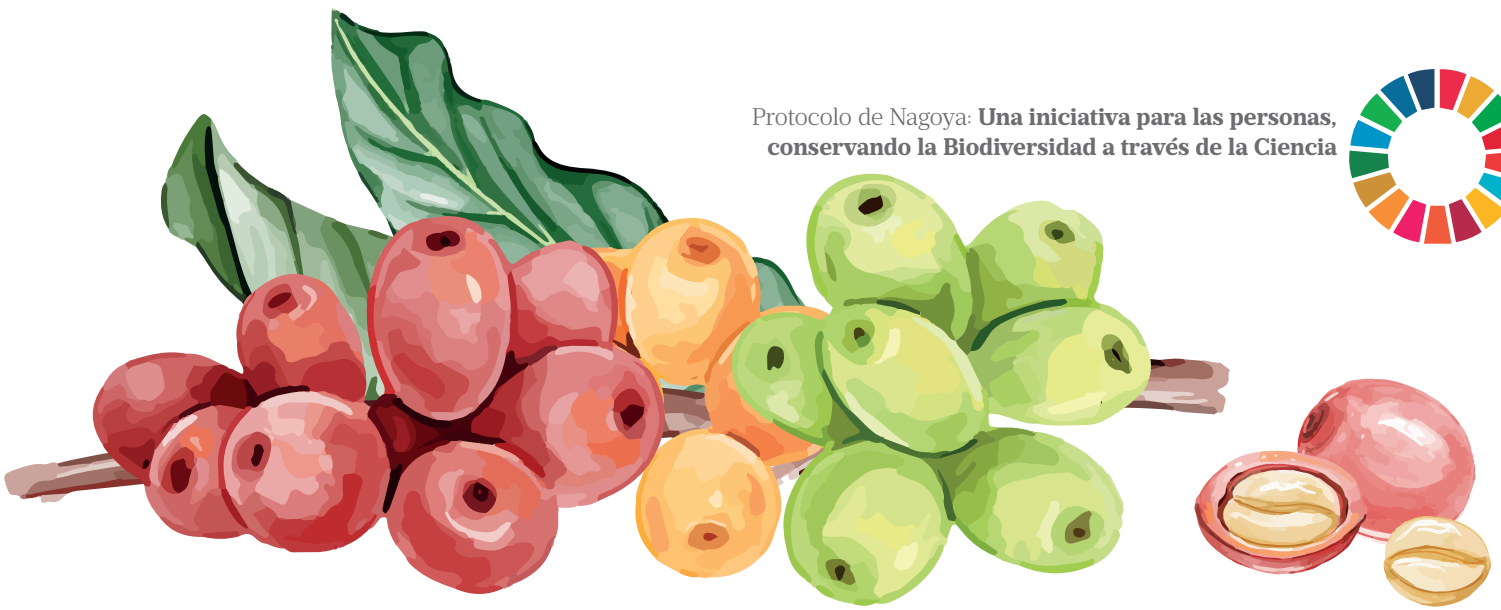 Protocolo de Nagoya: Una iniciativa para las personas,
conservando la Biodiversidad a través de la Ciencia